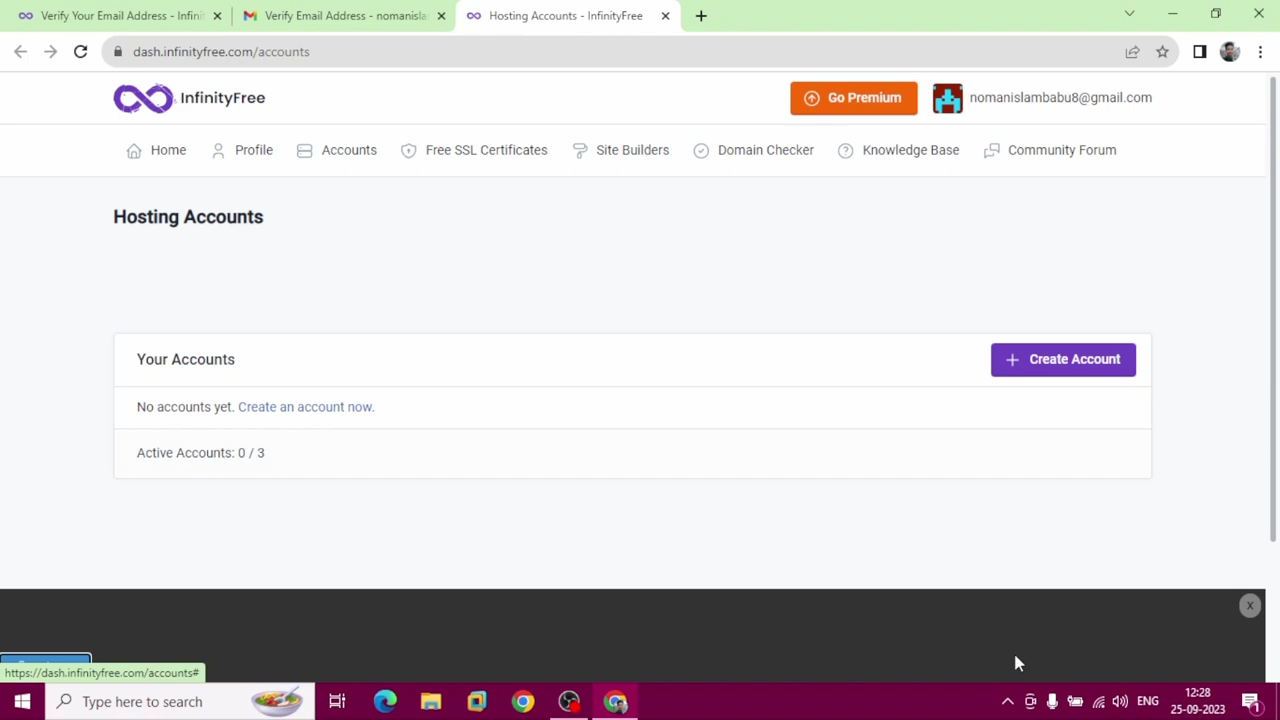 Verify Your Email Address - Infinit
Verify Email Address - nomanisla
Hosting Accounts - InfinityFree
dash.infinityfree.com/accounts
InfinityFree
Go Premium
nomanislambabu8@gmail.com
Home
Profile
Accounts
Free SSL Certificates
Site Builders
Domain Checker
Knowledge Base
Community Forum
Hosting Accounts
Your Accounts
Create Account
No accounts yet. Create an account now.
Active Accounts: 0 / 3
X
https://dash.infinityfree.com/accounts#
Type here to search
ENG
12:28
25-09-2023
1